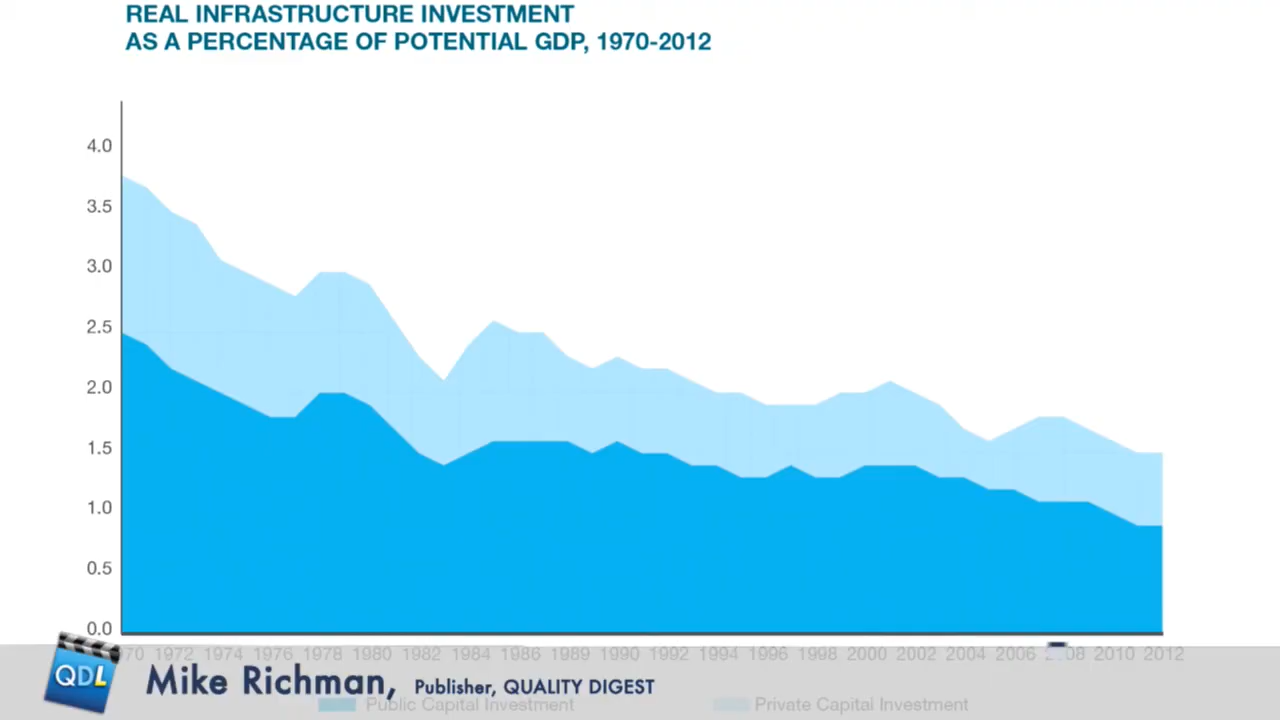 REAL INFRASTRUCTURE INVESTMENT
AS A PERCENTAGE OF POTENTIAL GDP, 1970-2012
4.0
3.5
3.0
2.5
2.0
1.5
1.0
0.5
0.0
70 1972 1974 1976 1978 1980 1982 1984 1986 1989 1990 1992 1994 1996 1998 2000 2002 2004 2006 2008 2010 2012
QDL
Mike Richman, Publisher, QUALITY DIGEST
Public Capital Investment Private Capital Investment